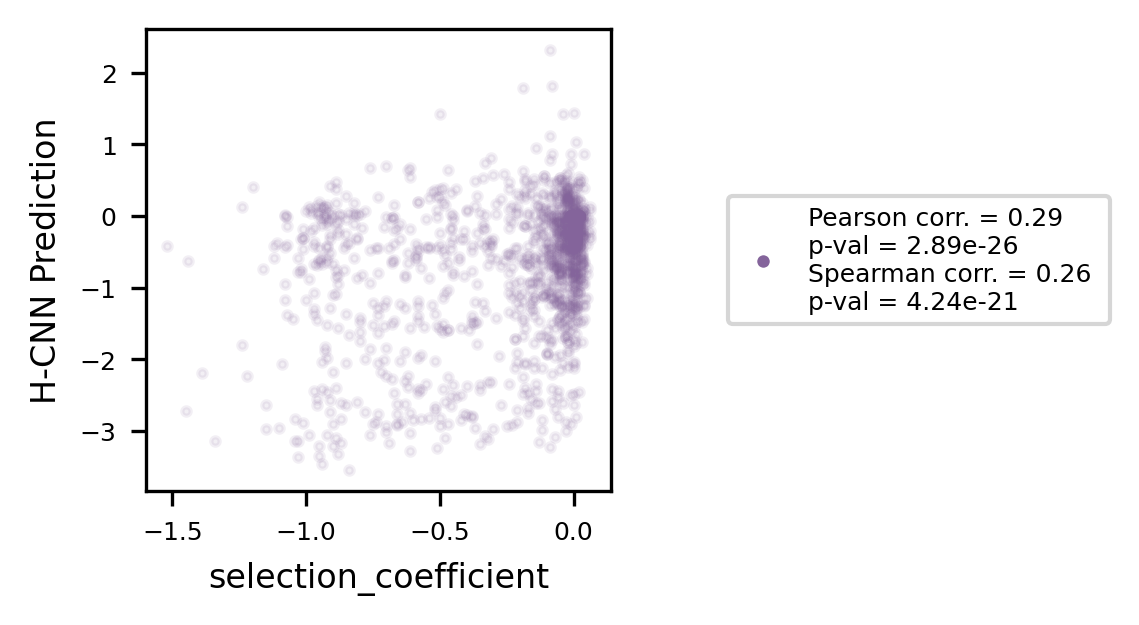 2
1
0
−1
−2
−3
H-CNN Prediction
−1.5
−1.0
−0.5
0.0
selection_coefficient
Pearson corr. = 0.29
p-val = 2.89e-26
Spearman corr. = 0.26
p-val = 4.24e-21